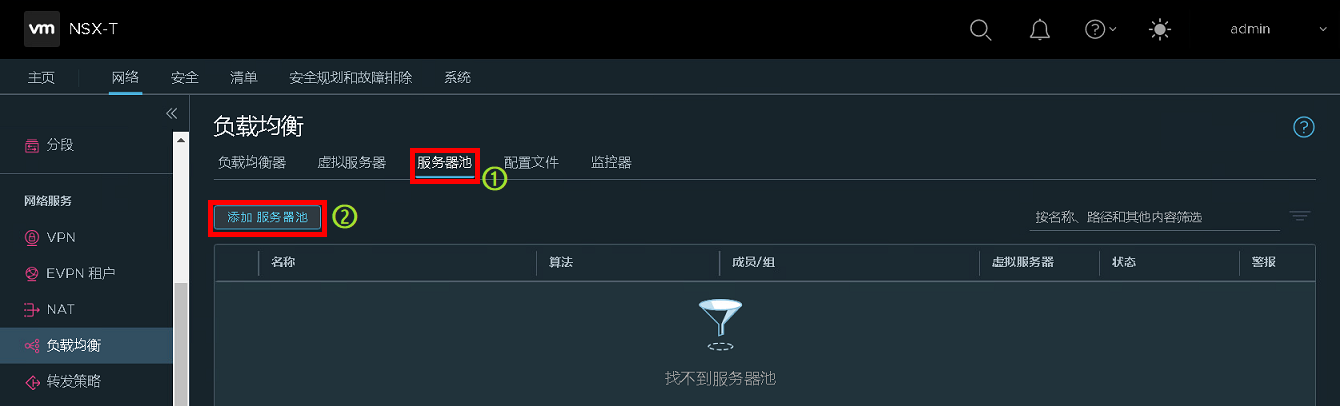 vm NSX-T admin
主页 网络 安全 清单 安全规划和故障排除 系统
分段
网络服务
VPN
EVPN 租户
NAT
负载均衡
转发策略
负载均衡
负载均衡器 虚拟服务器 服务器池 ① 配置文件 监控器
添加 服务器池 ② 按名称、路径和其他内容筛选
名称 算法 成员/组 虚拟服务器 状态 警报
找不到服务器池